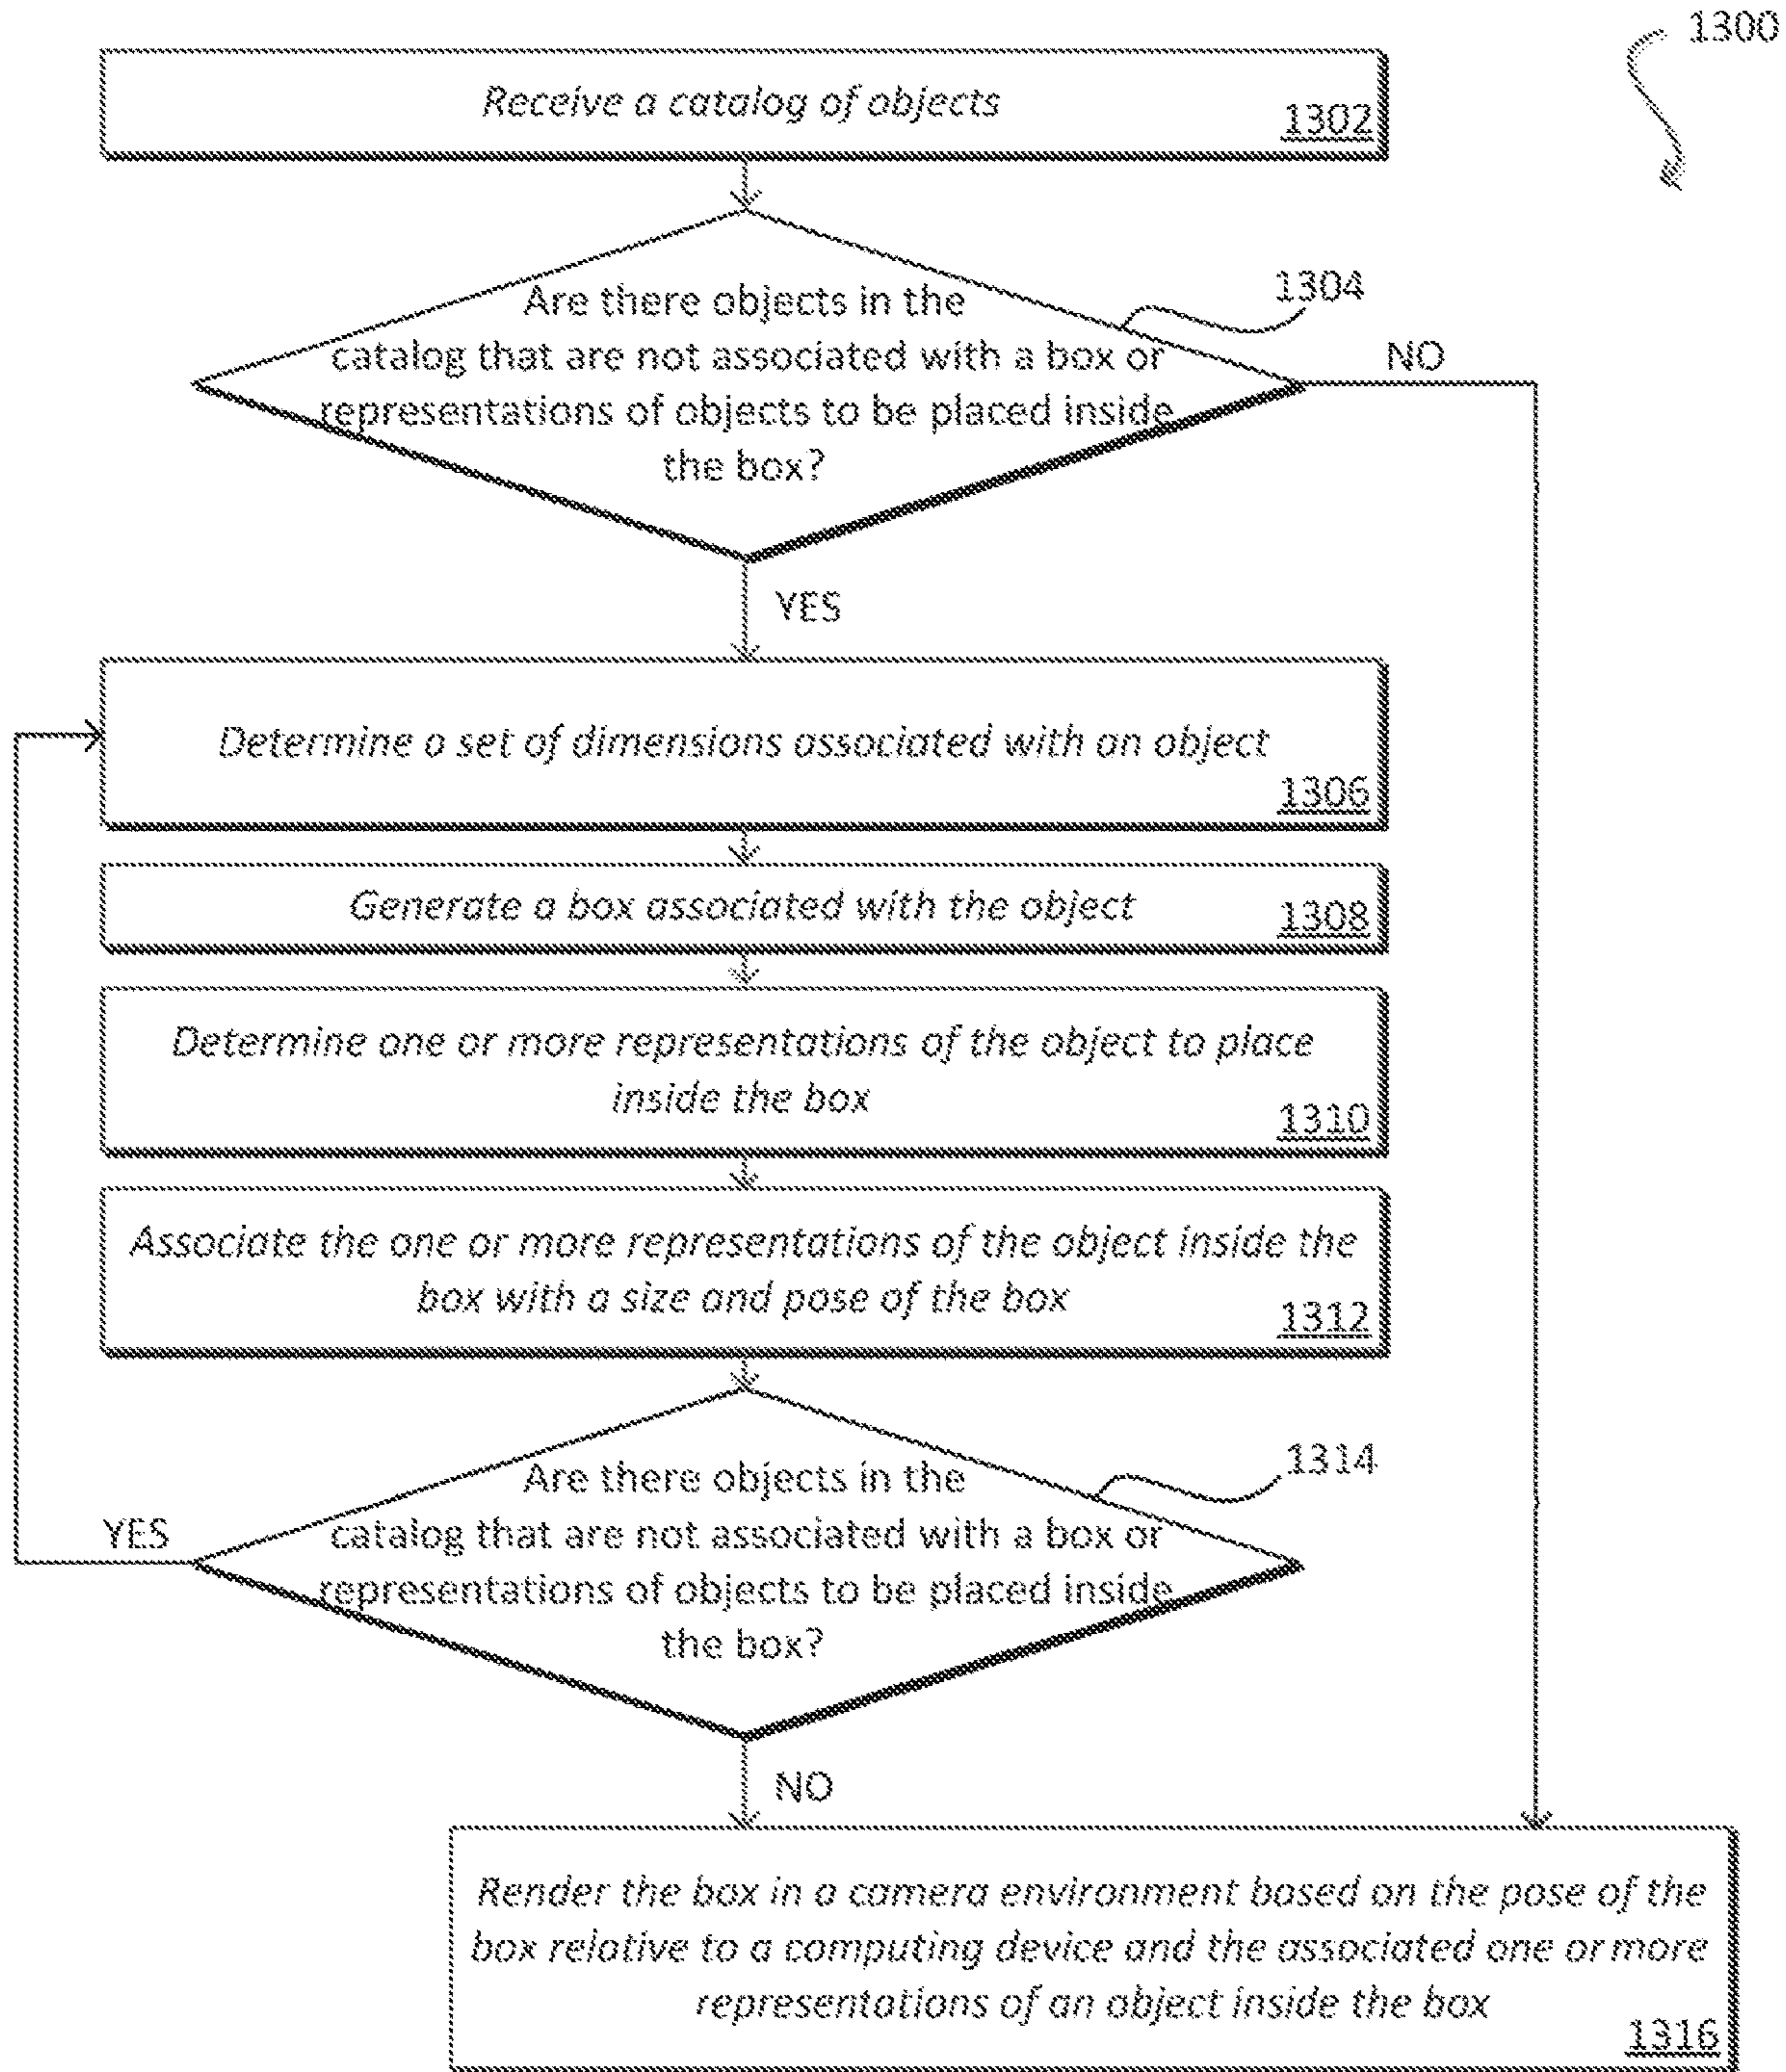 1300
Receive a catalog of objects
1302
Are there objects in the
1304
catalog that are not associated with a box or
NO
representations of objects to be placed inside
the box?
YES
Determine a set of dimensions associated with an object
1306
Generate a box associated with the object
1308
Determine one or more representations of the object to place
inside the box
1310
Associate the one or more representations of the object inside the
box with a size and pose of the box
1312
Are there objects in the
1314
catalog that are not associated with a box or
YES
representations of objects to be placed inside
the box?
NO
Render the box in a camera environment based on the pose of the
box relative to a computing device and the associated one or more
representations of an object inside the box
1316